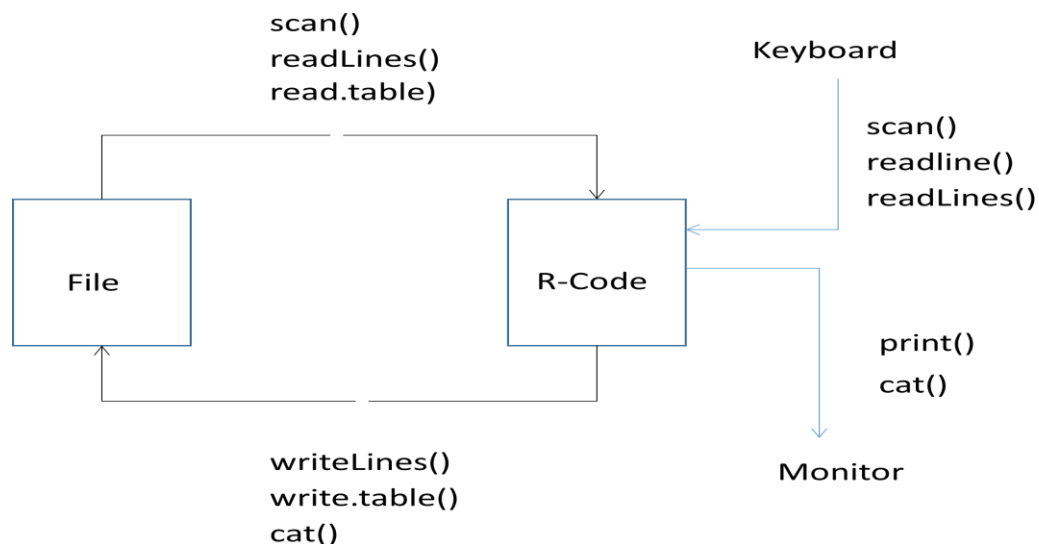 scan()
readLines()
read.table)
Keyboard
scan()
readline()
readLines()
File
R-Code
print()
cat()
Monitor
writeLines()
write.table()
cat()